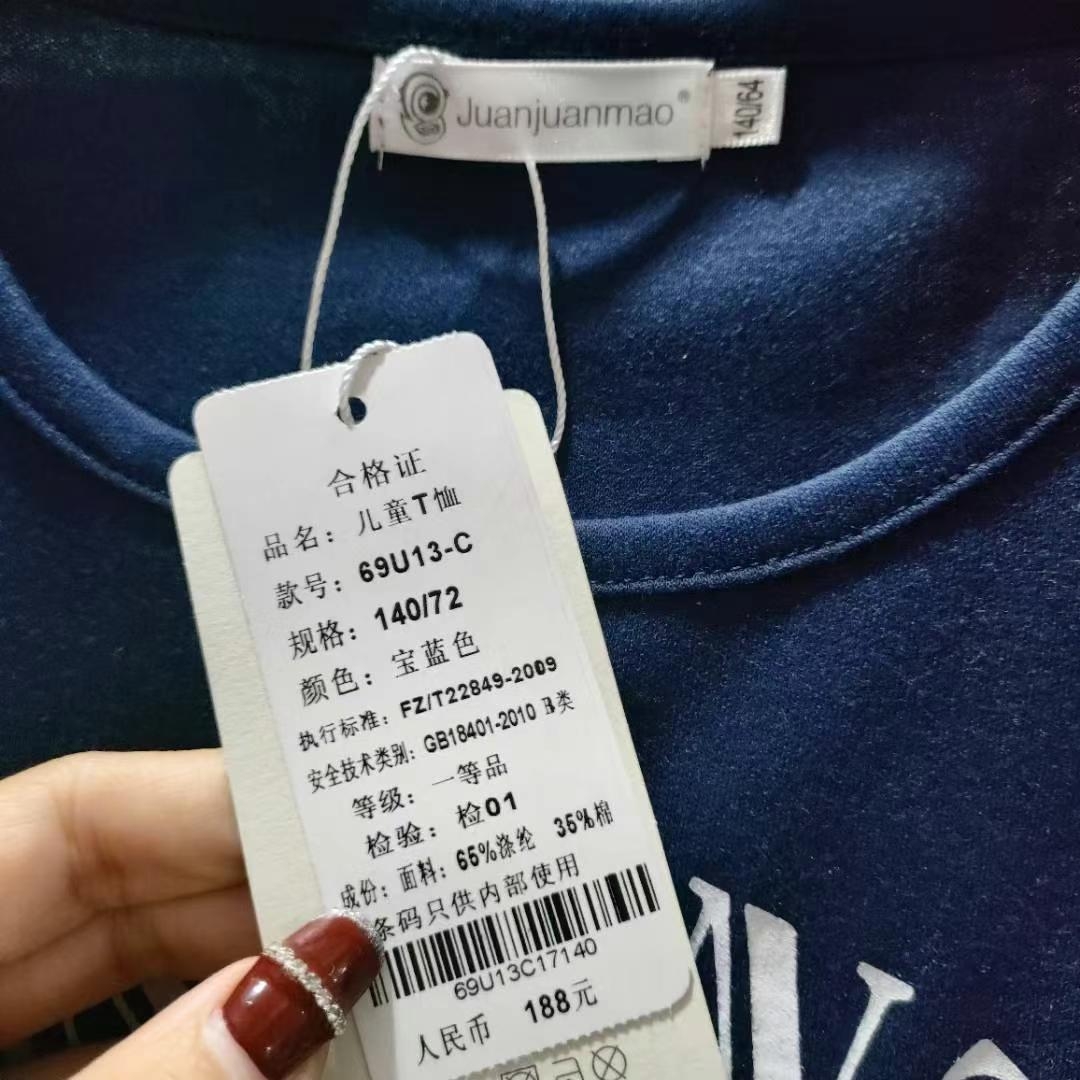 Juanjuanmao®
140/64
合格证
品名：儿童T恤
款号：69U13-C
规格：140/72
颜色：宝蓝色
执行标准：FZ/T22849-2009
安全技术类别：GB18401-2010 B类
等级：一等品
检验：检01
成份：面料：65%涤纶 35%棉
条码只供内部使用
69U13C17140
人民币 188元